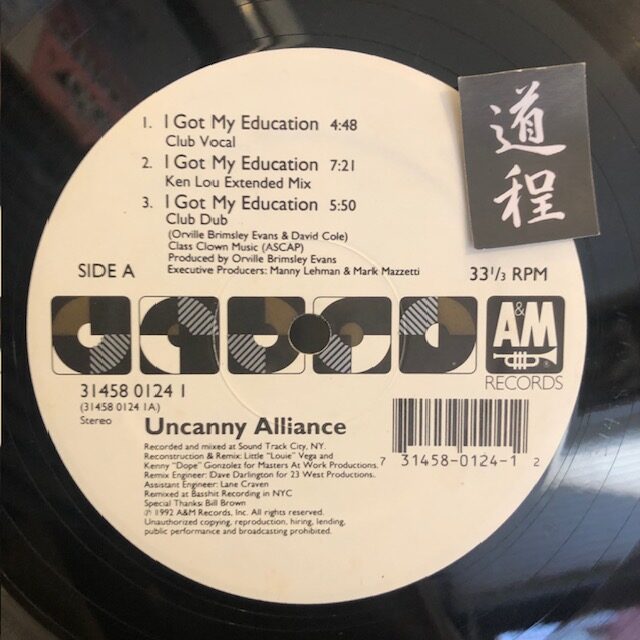 1. I Got My Education 4:48
Club Vocal
2. I Got My Education 7:21
Ken Lou Extended Mix
3. I Got My Education 5:50
Club Dub
(Orville Brimsley Evans & David Cole)
Class Clown Music (ASCAP)
Produced by Orville Brimsley Evans
Executive Producers: Manny Lehman & Mark Mazzetti
道程
SIDE A
33 1/3 RPM
A&M
RECORDS
31458 0124 1
(31458 0124 1A)
Stereo
Uncanny Alliance
Recorded and mixed at Sound Track City, NY.
Reconstruction & Remix: Little "Louie" Vega and
Kenny "Dope" Gonzolez for Masters At Work Productions.
Remix Engineer: Dave Darlington for 23 West Productions.
Assistant Engineer: Lane Craven
Remixed at Basshit Recording in NYC
Special Thanks: Bill Brown
℗ 1992 A&M Records, Inc. All rights reserved.
Unauthorized copying, reproduction, hiring, lending,
public performance and broadcasting prohibited.
7 31458-0124-1 2